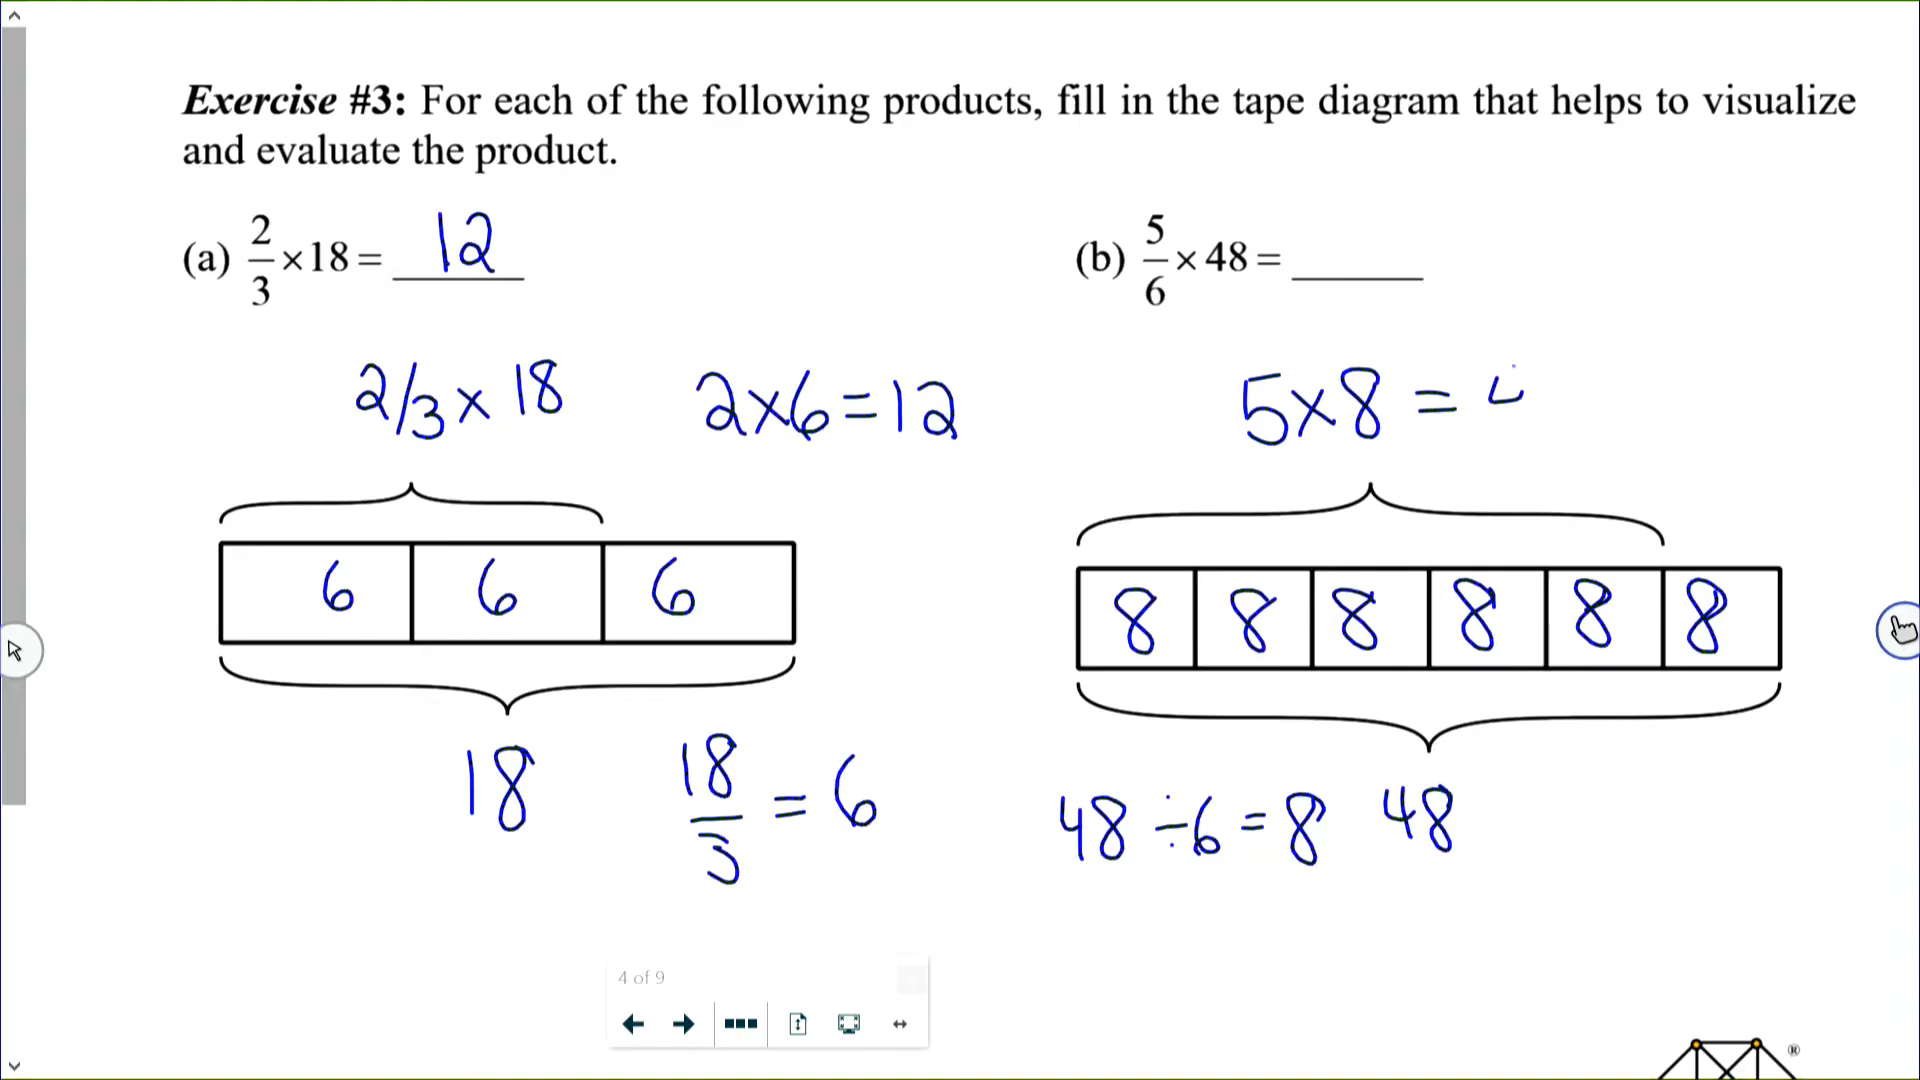 Exercise #3: For each of the following products, fill in the tape diagram that helps to visualize
and evaluate the product.
(a) 2/3 × 18 = 12
(b) 5/6 × 48 = ______
2/3 × 18
2×6=12
5×8 =
6 6 6
8 8 8 8 8 8
18
18/3 = 6
48 ÷6 = 8
48
4 of 9
®